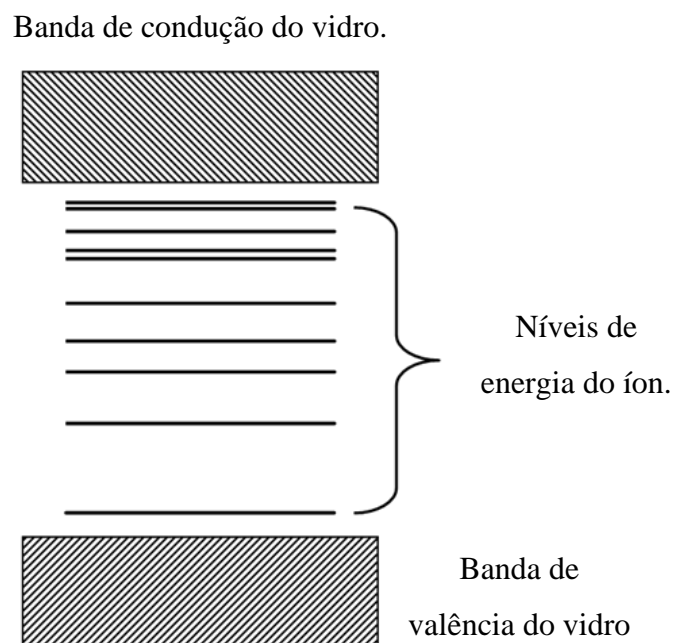 Banda de condução do vidro.
Níveis de
energia do íon.
Banda de
valência do vidro